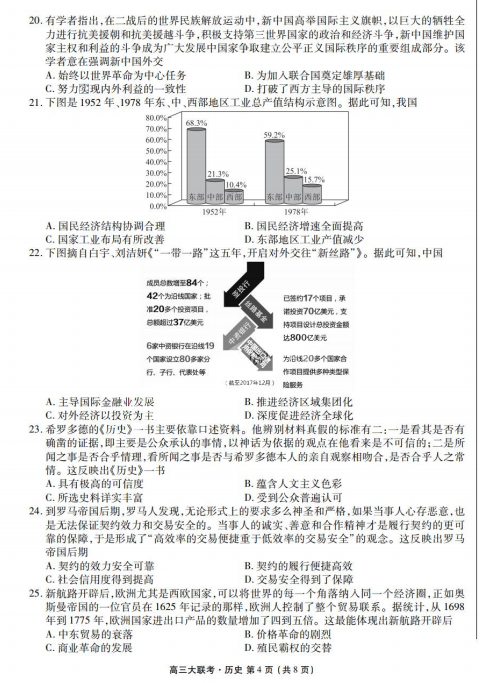 20. 有学者指出,在二战后的世界民族解放运动中,新中国高举国际主义旗帜,以巨大的牺牲全
力进行抗美援朝和抗美援越斗争,积极支持第三世界国家的政治和经济斗争,新中国维护国
家主权和利益的斗争成为广大发展中国家争取建立公平正义国际秩序的重要组成部分。该
学者意在强调新中国外交
A. 始终以世界革命为中心任务 B. 为加入联合国奠定雄厚基础
C. 努力实现内外利益的一致性 D. 打破了西方主导的国际秩序
21. 下图是 1952 年、1978 年东、中、西部地区工业总产值结构示意图。据此可知,我国
80.0%
70.0%
60.0%
50.0%
40.0%
30.0%
20.0%
10.0%
0.0%
68.3%
21.3%
10.4%
59.2%
25.1%
15.7%
东部 中部 西部 东部 中部 西部
1952年 1978年
A. 国民经济结构协调合理 B. 国民经济增速全面提高
C. 国家工业布局有所改善 D. 东部地区工业产值减少
22. 下图摘自白宇、刘洁妍《“一带一路”这五年,开启对外交往“新丝路”》。据此可知,中国
成员总数增至84个;
42个为沿线国家;批
准20多个投资项目,
总额超过37亿美元
亚投行
丝路基金
已签约17个项目,承
诺投资70亿美元,支
持项目设计总投资金额
达800亿美元
6家中资银行在沿线19
个国家设立80多家分
行、子行、代表处等
中资银行
为沿线20多个国家合
作项目提供多种类型保
险服务
(截至2017年12月)
A. 主导国际金融业发展 B. 推进经济区域集团化
C. 对外经济以投资为主 D. 深度促进经济全球化
23. 希罗多德的《历史》一书主要依靠口述资料。他辨别材料真假的标准有二:一是看其是否有
确凿的证据,即主要是公众承认的事情,以神话为依据的观点在他看来是不可信的;二是所
闻之事是否合乎情理,看所闻之事是否与希罗多德本人的亲自观察相吻合,是否合乎人之常
情。这反映出《历史》一书
A. 具有极高的可信度 B. 蕴含人文主义色彩
C. 所选史料详实丰富 D. 受到公众普遍认可
24. 到罗马帝国后期,罗马人发现,无论形式上的要求多么神圣和严格,如果当事人心存恶意,也
是无法保证契约效力和交易安全的。当事人的诚实、善意和合作精神才是履行契约的更可
靠的保障,于是形成了“高效率的交易便捷重于低效率的交易安全”的观念。这反映出罗马
帝国后期
A. 契约的效力安全可靠 B. 契约的履行便捷高效
C. 社会信用度得到提高 D. 交易安全得到了保障
25. 新航路开辟后,欧洲尤其是西欧国家,可以将世界的每一个角落纳入同一个经济圈,正如奥
斯曼帝国的一位官员在 1625 年记录的那样,欧洲人控制了整个贸易联系。据统计,从 1698
年到 1775 年,欧洲国家进出口产品的数量增加了四到五倍。这最能体现出新航路开辟后
A. 中东贸易的衰落 B. 价格革命的剧烈
C. 商业革命的发展 D. 殖民霸权的交替
高三大联考·历史 第 4 页(共 8 页)